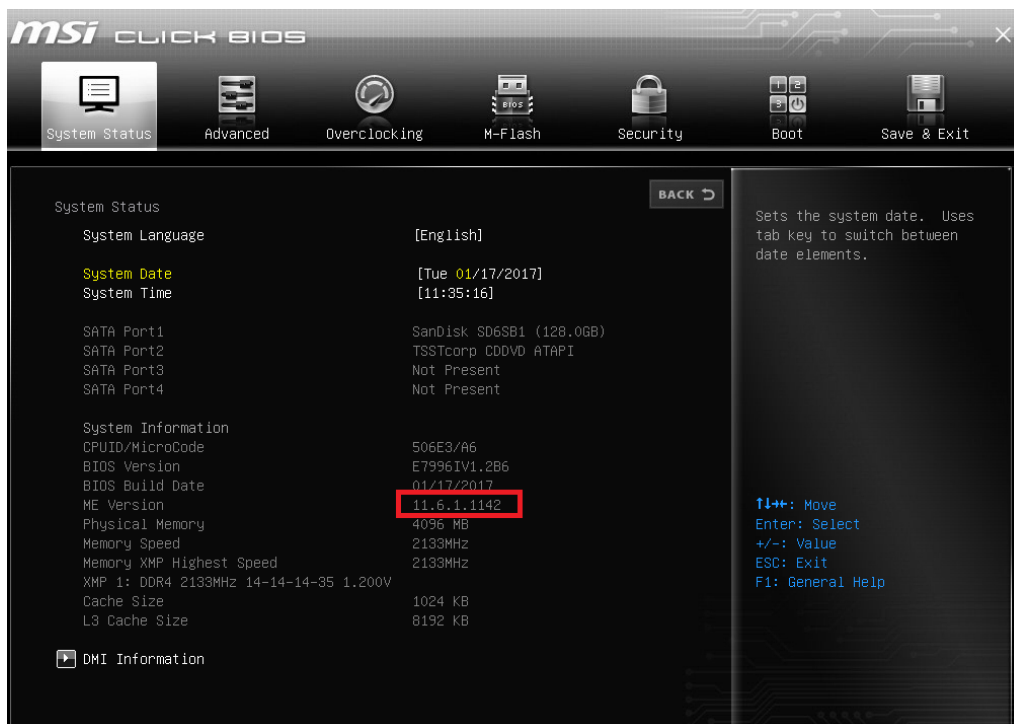 msi CLICK BIOS
System Status Advanced Overclocking M-Flash Security Boot Save & Exit
BACK
System Status
System Language [English]
System Date [Tue 01/17/2017]
System Time [11:35:16]
SATA Port1 SanDisk SD6SB1 (128.0GB)
SATA Port2 TSSTcorp CDDVD ATAPI
SATA Port3 Not Present
SATA Port4 Not Present
System Information
CPUID/MicroCode 506E3/A6
BIOS Version E7996IV1.2B6
BIOS Build Date 01/17/2017
ME Version 11.6.1.1142
Physical Memory 4096 MB
Memory Speed 2133MHz
Memory XMP Highest Speed 2133MHz
XMP 1: DDR4 2133MHz 14-14-14-35 1.200V
Cache Size 1024 KB
L3 Cache Size 8192 KB
DMI Information
Sets the system date. Uses
tab key to switch between
date elements.
↑↓→←: Move
Enter: Select
+/-: Value
ESC: Exit
F1: General Help